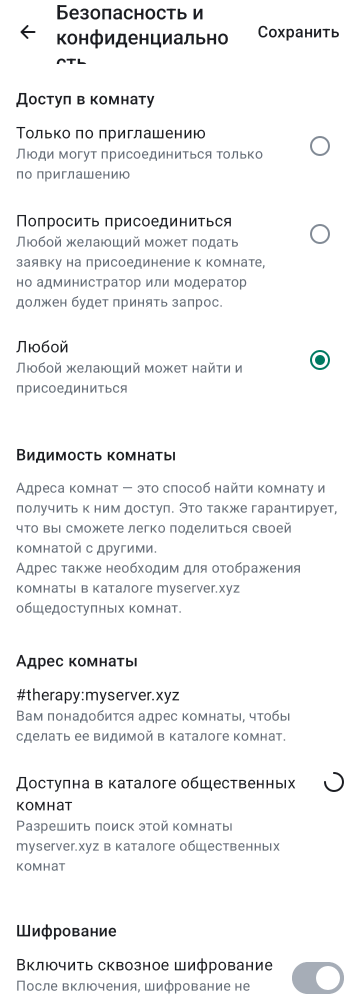 Безопасность и
конфиденциально
сть
Сохранить
Доступ в комнату
Только по приглашению
Люди могут присоединиться только
по приглашению
Попросить присоединиться
Любой желающий может подать
заявку на присоединение к комнате,
но администратор или модератор
должен будет принять запрос.
Любой
Любой желающий может найти и
присоединиться
Видимость комнаты
Адреса комнат — это способ найти комнату и
получить к ним доступ. Это также гарантирует,
что вы сможете легко поделиться своей
комнатой с другими.
Адрес также необходим для отображения
комнаты в каталоге myserver.xyz
общедоступных комнат.
Адрес комнаты
#therapy:myserver.xyz
Вам понадобится адрес комнаты, чтобы
сделать ее видимой в каталоге комнат.
Доступна в каталоге общественных
комнат
Разрешить поиск этой комнаты
myserver.xyz в каталоге общественных
комнат
Шифрование
Включить сквозное шифрование
После включения, шифрование не